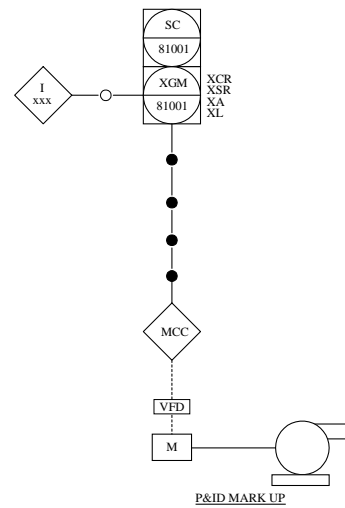 SC
81001
I
xxx
XGM
81001
XCR
XSR
XA
XL
MCC
VFD
M
P&ID MARK UP